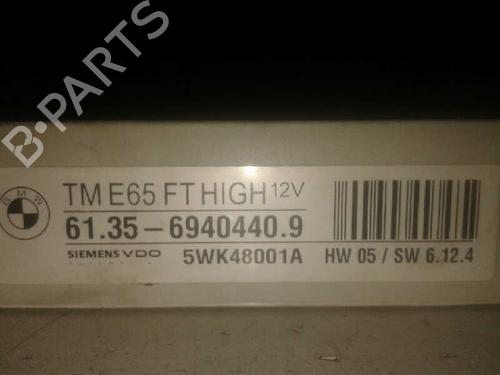 B-PARTS
BMW
TM E65 FT HIGH 12V
61.35-6940440.9
SIEMENS VDO 5WK48001A HW 05 / SW 6.12.4